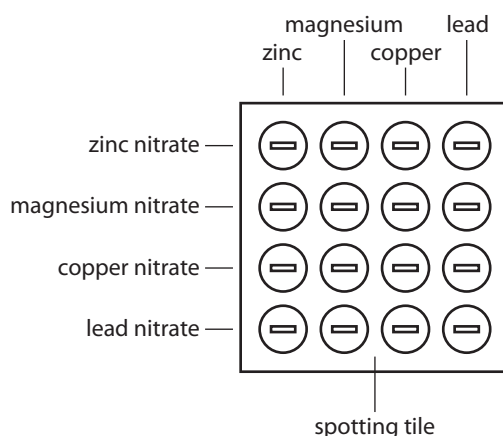 magnesium lead
zinc copper
zinc nitrate
magnesium nitrate
copper nitrate
lead nitrate
spotting tile